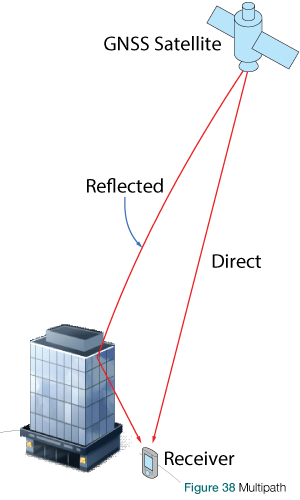 GNSS Satellite
Reflected
Direct
Receiver
Figure 38 Multipath